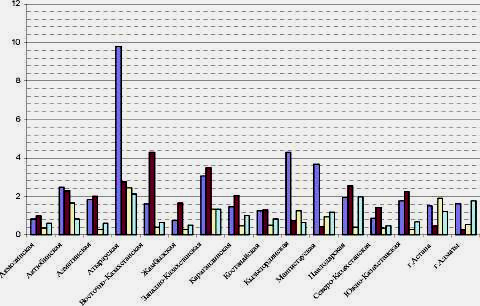 12
10
8
6
4
2
0
Акмолинская
Актюбинская
Алматинская
Атырауская
Восточно-Казахстанская
Жамбылская
Западно-Казахстанская
Карагандинская
Костанайская
Кызылординская
Мангистауская
Павлодарская
Северо-Казахстанская
Южно-Казахстанская
г.Астана
г.Алматы